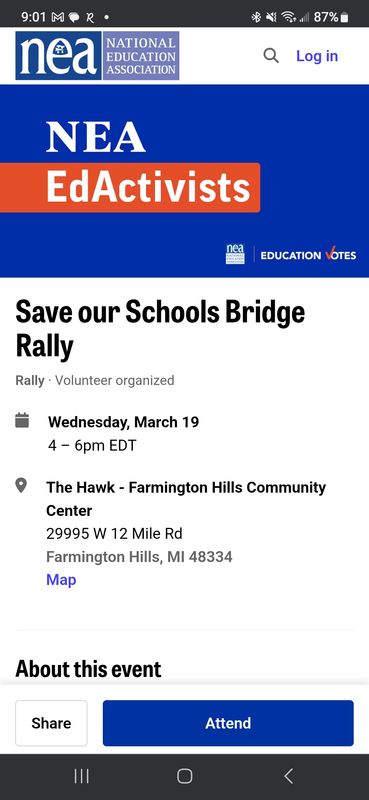 9:01
87%
nea
NATIONAL
EDUCATION
ASSOCIATION
Log in
NEA
EdActivists
nea
EDUCATION VOTES
Save our Schools Bridge
Rally
Rally · Volunteer organized
Wednesday, March 19
4 – 6pm EDT
The Hawk - Farmington Hills Community
Center
29995 W 12 Mile Rd
Farmington Hills, MI 48334
Map
About this event
Share
Attend